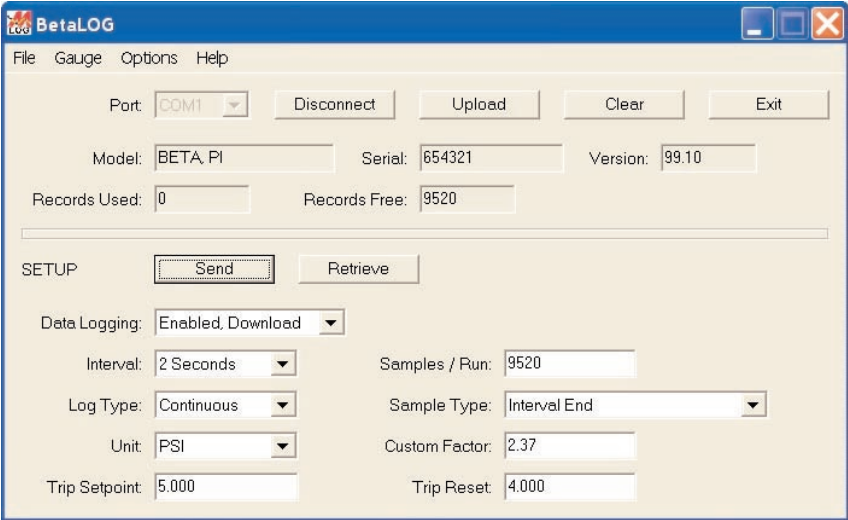 LOG BetaLOG
File Gauge Options Help
Port: COM1 Disconnect Upload Clear Exit
Model: BETA, PI Serial: 654321 Version: 99.10
Records Used: 0 Records Free: 9520
SETUP Send Retrieve
Data Logging: Enabled, Download
Interval: 2 Seconds Samples / Run: 9520
Log Type: Continuous Sample Type: Interval End
Unit: PSI Custom Factor: 2.37
Trip Setpoint: 5.000 Trip Reset: 4.000